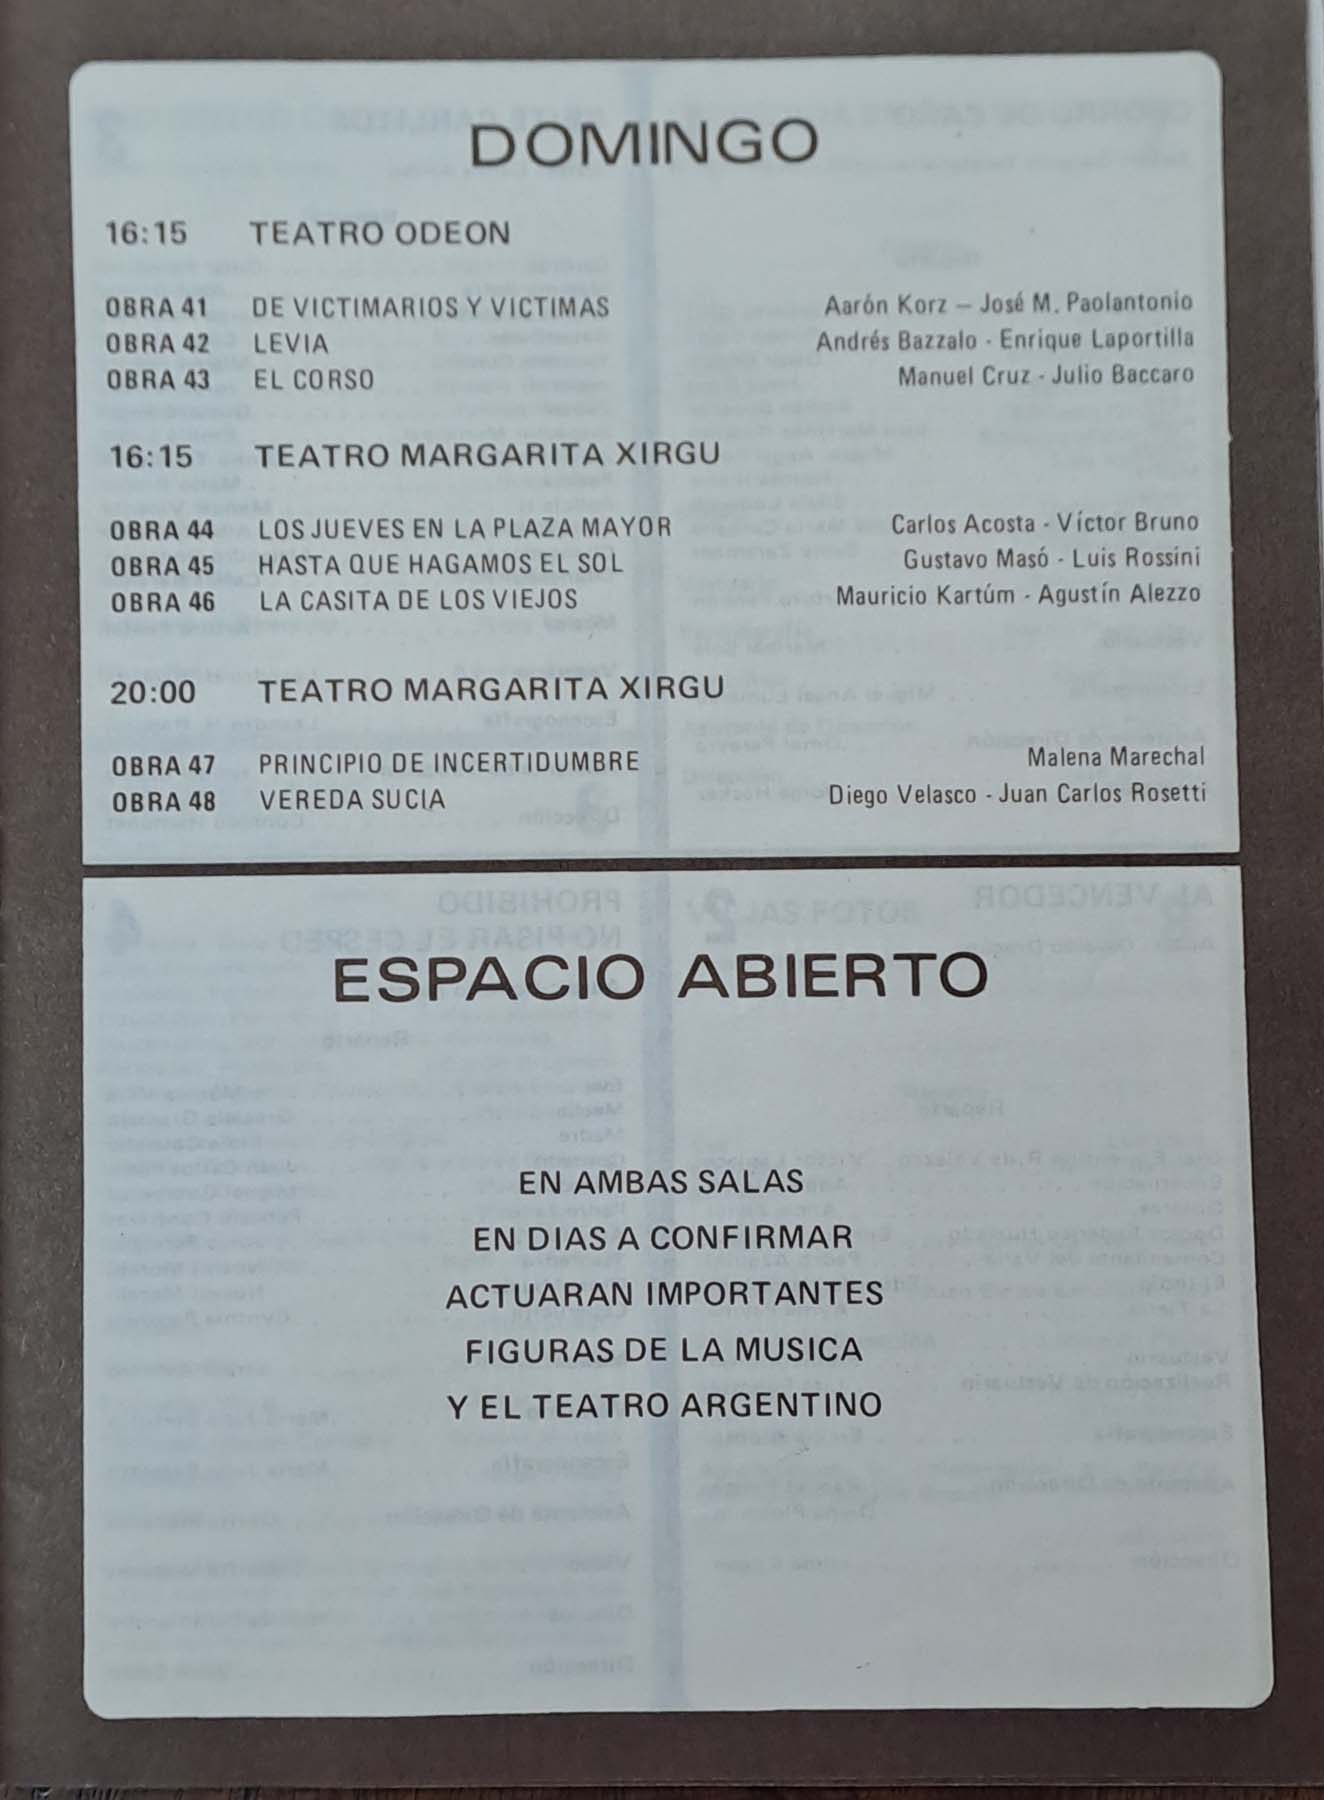 DOMINGO
16:15 TEATRO ODEON
OBRA 41 DE VICTIMARIOS Y VICTIMAS Aarón Korz – José M. Paolantonio
OBRA 42 LEVIA Andrés Bazzalo - Enrique Laportilla
OBRA 43 EL CORSO Manuel Cruz - Julio Baccaro
16:15 TEATRO MARGARITA XIRGU
OBRA 44 LOS JUEVES EN LA PLAZA MAYOR Carlos Acosta - Víctor Bruno
OBRA 45 HASTA QUE HAGAMOS EL SOL Gustavo Masó - Luis Rossini
OBRA 46 LA CASITA DE LOS VIEJOS Mauricio Kartúm - Agustín Alezzo
20:00 TEATRO MARGARITA XIRGU
OBRA 47 PRINCIPIO DE INCERTIDUMBRE Malena Marechal
OBRA 48 VEREDA SUCIA Diego Velasco - Juan Carlos Rosetti
ESPACIO ABIERTO
EN AMBAS SALAS
EN DIAS A CONFIRMAR
ACTUARAN IMPORTANTES
FIGURAS DE LA MUSICA
Y EL TEATRO ARGENTINO